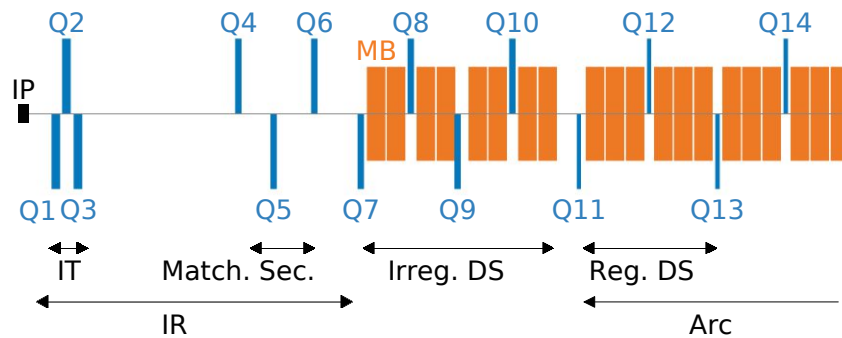 Q2 Q4 Q6 Q8 Q10 Q12 Q14
MB
IP
Q1 Q3 Q5 Q7 Q9 Q11 Q13
IT Match. Sec. Irreg. DS Reg. DS
IR Arc